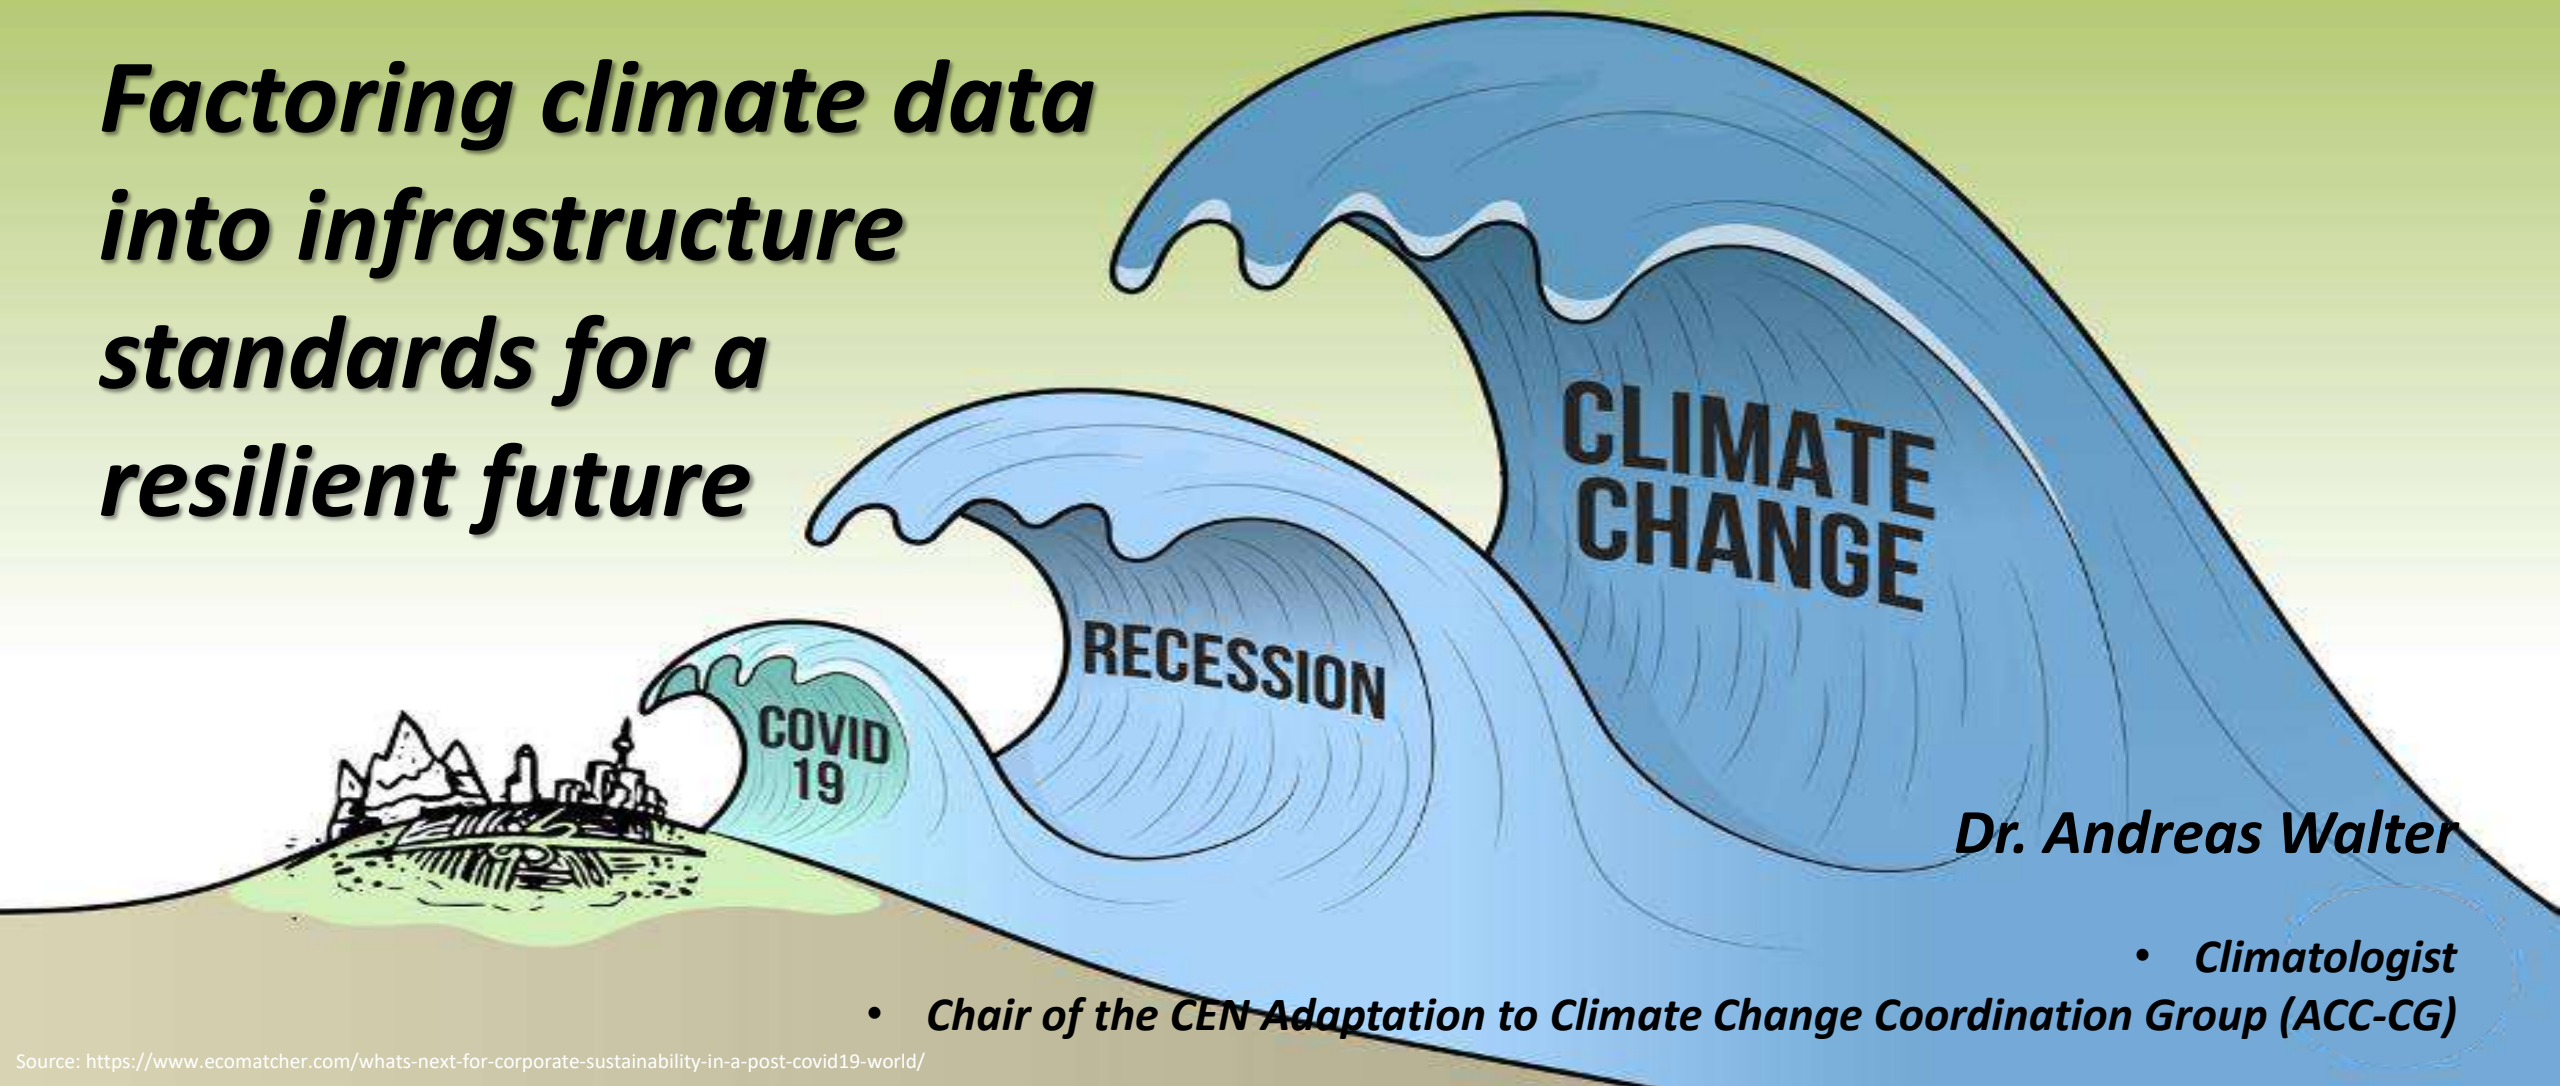 Factoring climate data
into infrastructure
standards for a
resilient future
CLIMATE
CHANGE
RECESSION
COVID
19
Dr. Andreas Walter
• Climatologist
• Chair of the CEN Adaptation to Climate Change Coordination Group (ACC-CG)
Source: https://www.ecomatcher.com/whats-next-for-corporate-sustainability-in-a-post-covid19-world/